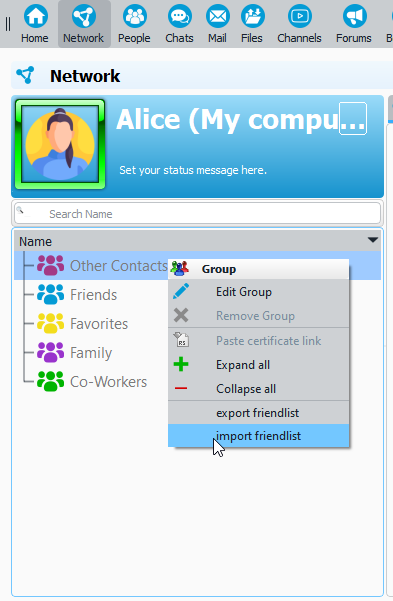 Home Network People Chats Mail Files Channels Forums
Network
Alice (My compu...
Set your status message here.
Search Name
Name
Other Contacts
Group
Edit Group
Friends
Remove Group
Favorites
Paste certificate link
Family
Expand all
Co-Workers
Collapse all
export friendlist
import friendlist